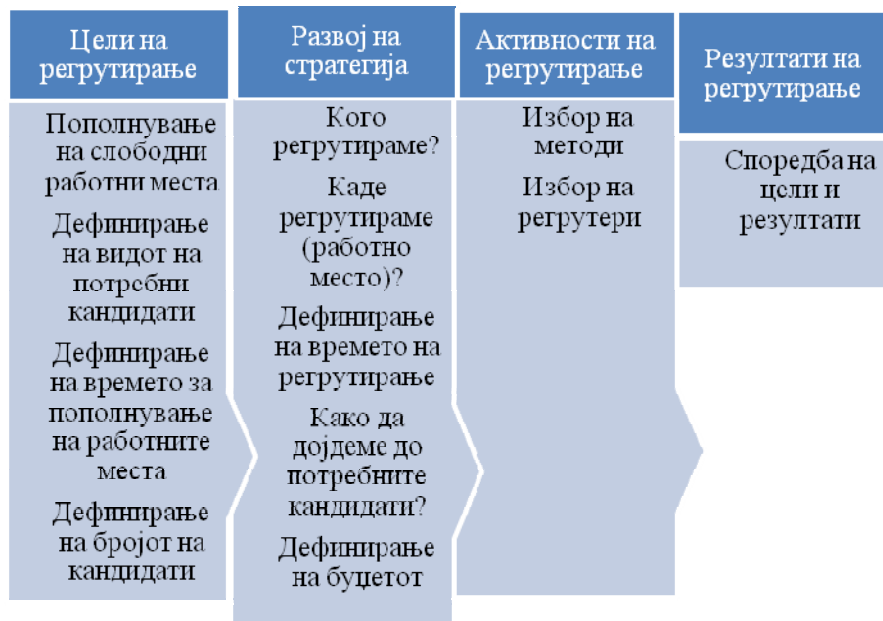 Цели на
регрутирање
Пополнување
на слободни
работни места
Дефинирање
на видот на
потребни
кандидати
Дефинирање
на времето за
пополнување
на работните
места
Дефинирање
на бројот на
кандидати
Развој на
стратегија
Кого
регрутираме?
Каде
регрутираме
(работно
место)?
Дефинирање
на времето на
регрутирање
Како да
дојдеме до
потребните
кандидати?
Дефинирање
на буџетот
Активности на
регрутирање
Избор на
методи
Избор на
регрутери
Резултати на
регрутирање
Споредба на
цели и
резултати